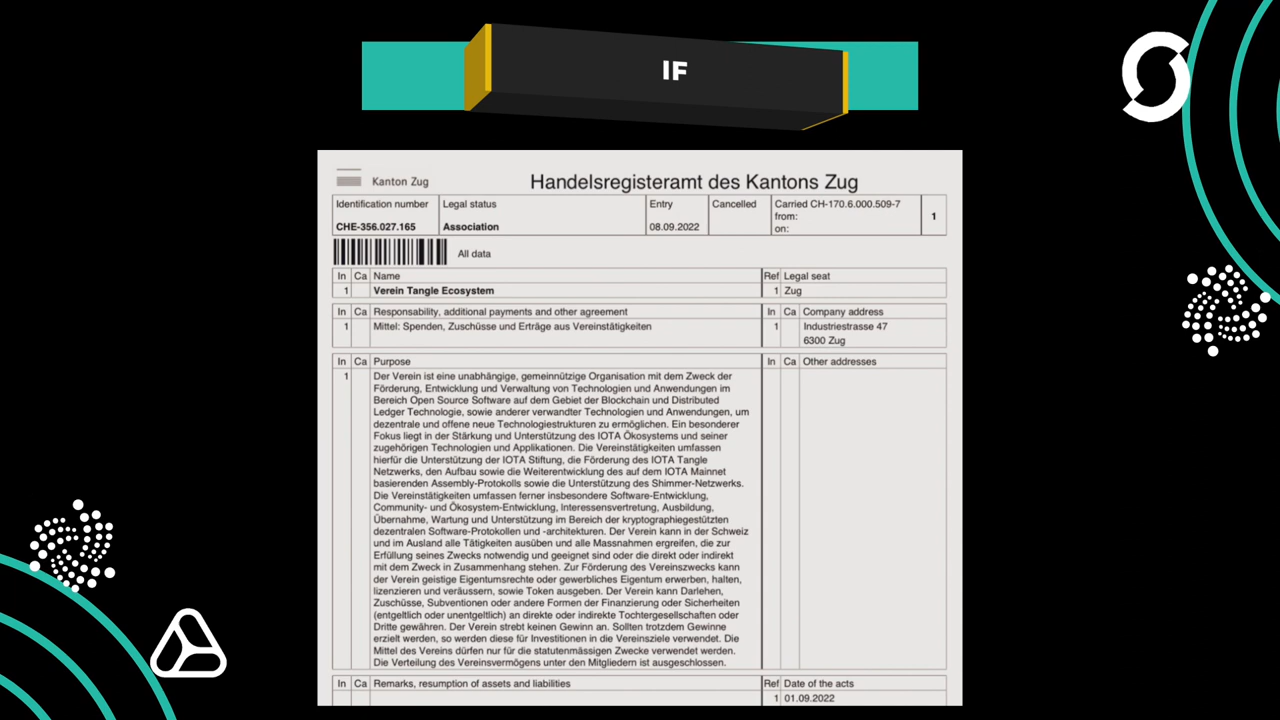 IF
Kanton Zug
Handelsregisteramt des Kantons Zug
Identification number
Legal status
Entry
Cancelled
Carried CH-170.6.000.509-7
from:
on:
1
CHE-356.027.165
Association
08.09.2022
All data
In Ca Name
Ref Legal seat
1 Verein Tangle Ecosystem
1 Zug
In Ca Responsability, additional payments and other agreement
In Ca Company address
1 Mittel: Spenden, Zuschüsse und Erträge aus Vereinstätigkeiten
1 Industriestrasse 47
6300 Zug
In Ca Purpose
In Ca Other addresses
1 Der Verein ist eine unabhängige, gemeinnützige Organisation mit dem Zweck der
Förderung, Entwicklung und Verwaltung von Technologien und Anwendungen im
Bereich Open Source Software auf dem Gebiet der Blockchain und Distributed
Ledger Technologie, sowie anderer verwandter Technologien und Anwendungen, um
dezentrale und offene neue Technologiestrukturen zu ermöglichen. Ein besonderer
Fokus liegt in der Stärkung und Unterstützung des IOTA Ökosystems und seiner
zugehörigen Technologien und Applikationen. Die Vereinstätigkeiten umfassen
hierfür die Unterstützung der IOTA Stiftung, die Förderung des IOTA Tangle
Netzwerks, den Aufbau sowie die Weiterentwicklung des auf dem IOTA Mainnet
basierenden Assembly-Protokolls sowie die Unterstützung des Shimmer-Netzwerks.
Die Vereinstätigkeiten umfassen ferner insbesondere Software-Entwicklung,
Community- und Ökosystem-Entwicklung, Interessensvertretung, Ausbildung,
Übernahme, Wartung und Unterstützung im Bereich der kryptographiegestützten
dezentralen Software-Protokollen und -architekturen. Der Verein kann in der Schweiz
und im Ausland alle Tätigkeiten ausüben und alle Massnahmen ergreifen, die zur
Erfüllung seines Zwecks notwendig und geeignet sind oder die direkt oder indirekt
mit dem Zweck in Zusammenhang stehen. Zur Förderung des Vereinszwecks kann
der Verein geistige Eigentumsrechte oder gewerbliches Eigentum erwerben, halten,
lizenzieren und veräussern, sowie Token ausgeben. Der Verein kann Darlehen,
Zuschüsse, Subventionen oder andere Formen der Finanzierung oder Sicherheiten
(entgeltlich oder unentgeltlich) an direkte oder indirekte Tochtergesellschaften oder
Dritte gewähren. Der Verein strebt keinen Gewinn an. Sollten trotzdem Gewinne
erzielt werden, so werden diese für Investitionen in die Vereinsziele verwendet. Die
Mittel des Vereins dürfen nur für die statutenmässigen Zwecke verwendet werden.
Die Verteilung des Vereinsvermögens unter den Mitgliedern ist ausgeschlossen.
In Ca Remarks, resumption of assets and liabilities
Ref Date of the acts
1 01.09.2022